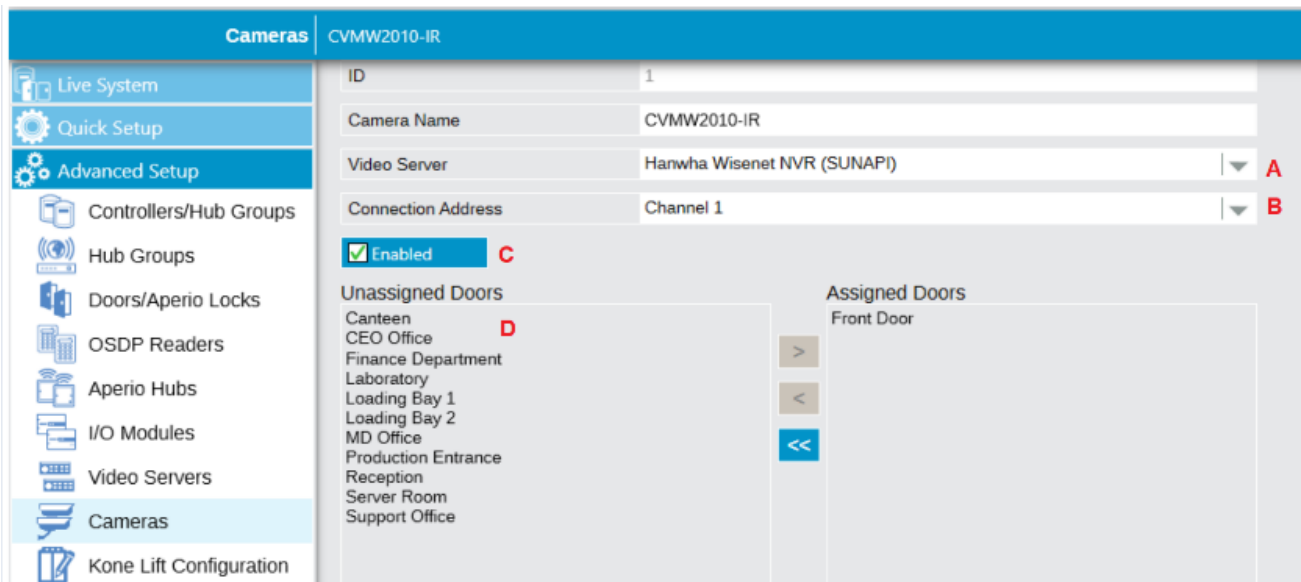 Cameras CVMW2010-IR
Live System
Quick Setup
Advanced Setup
Controllers/Hub Groups
Hub Groups
Doors/Aperio Locks
OSDP Readers
Aperio Hubs
I/O Modules
Video Servers
Cameras
Kone Lift Configuration
ID 1
Camera Name CVMW2010-IR
Video Server Hanwha Wisenet NVR (SUNAPI) A
Connection Address Channel 1 B
Enabled C
Unassigned Doors
Canteen
CEO Office D
Finance Department
Laboratory
Loading Bay 1
Loading Bay 2
MD Office
Production Entrance
Reception
Server Room
Support Office
>
<
<<
Assigned Doors
Front Door